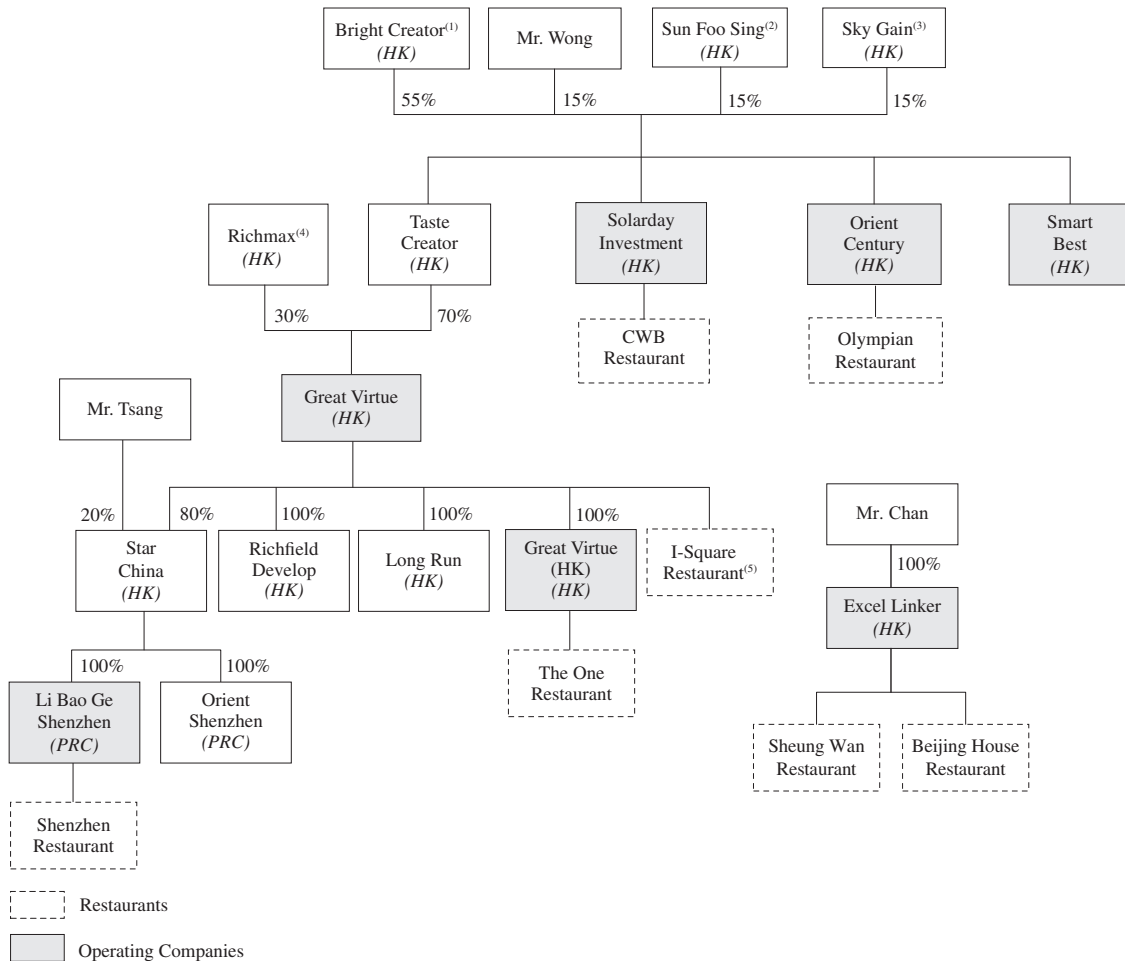 Bright Creator(1)
(HK)
Mr. Wong
Sun Foo Sing(2)
(HK)
Sky Gain(3)
(HK)
55%
15%
15%
15%
Richmax(4)
(HK)
Taste
Creator
(HK)
Solarday
Investment
(HK)
Orient
Century
(HK)
Smart
Best
(HK)
30%
70%
CWB
Restaurant
Olympian
Restaurant
Mr. Tsang
Great Virtue
(HK)
20%
80%
100%
100%
100%
Star
China
(HK)
Richfield
Develop
(HK)
Long Run
(HK)
Great Virtue
(HK)
(HK)
I-Square
Restaurant(5)
Mr. Chan
100%
Excel Linker
(HK)
100%
100%
Li Bao Ge
Shenzhen
(PRC)
Orient
Shenzhen
(PRC)
The One
Restaurant
Sheung Wan
Restaurant
Beijing House
Restaurant
Shenzhen
Restaurant
Restaurants
Operating Companies